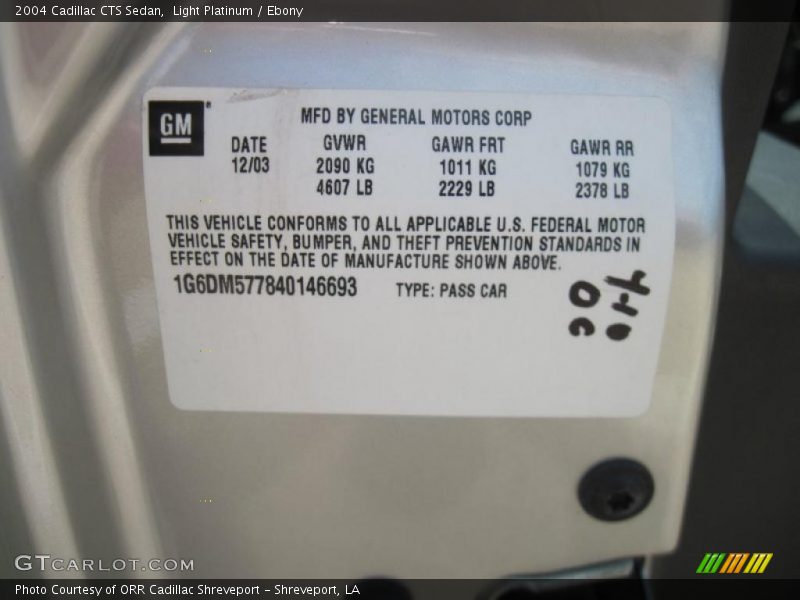 2004 Cadillac CTS Sedan, Light Platinum / Ebony
GM
MFD BY GENERAL MOTORS CORP
DATE GVWR GAWR FRT GAWR RR
12/03 2090 KG 1011 KG 1079 KG
4607 LB 2229 LB 2378 LB
THIS VEHICLE CONFORMS TO ALL APPLICABLE U.S. FEDERAL MOTOR
VEHICLE SAFETY, BUMPER, AND THEFT PREVENTION STANDARDS IN
EFFECT ON THE DATE OF MANUFACTURE SHOWN ABOVE.
1G6DM577840146693 TYPE: PASS CAR
GTCARLOT.COM
Photo Courtesy of ORR Cadillac Shreveport - Shreveport, LA